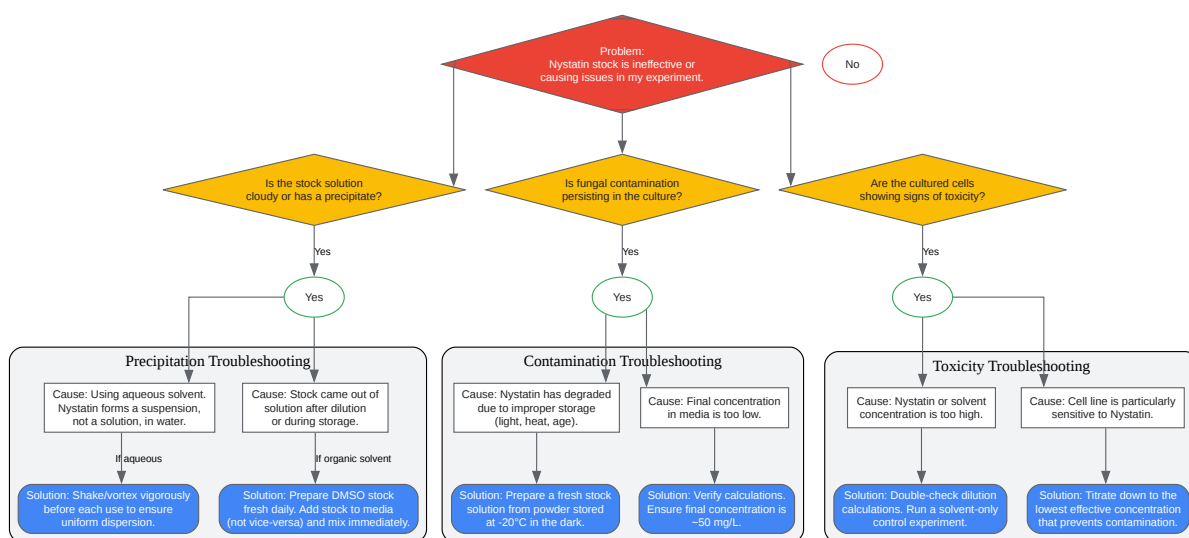 Problem:
Nystatin stock is ineffective or
causing issues in my experiment.
No
Is the stock solution
cloudy or has a precipitate?
Is fungal contamination
persisting in the culture?
Are the cultured cells
showing signs of toxicity?
Yes
Yes
Yes
Yes
Yes
Yes
Precipitation Troubleshooting
Cause: Using aqueous solvent.
Nystatin forms a suspension,
not a solution, in water.
Cause: Stock came out of
solution after dilution
or during storage.
If aqueous
If organic solvent
Solution: Shake/vortex vigorously
before each use to ensure
uniform dispersion.
Solution: Prepare DMSO stock
fresh daily. Add stock to media
(not vice-versa) and mix immediately.
Contamination Troubleshooting
Cause: Nystatin has degraded
due to improper storage
(light, heat, age).
Cause: Final concentration
in media is too low.
Solution: Prepare a fresh stock
solution from powder stored
at -20°C in the dark.
Solution: Verify calculations.
Ensure final concentration is
~50 mg/L.
Toxicity Troubleshooting
Cause: Nystatin or solvent
concentration is too high.
Cause: Cell line is particularly
sensitive to Nystatin.
Solution: Double-check dilution
calculations. Run a solvent-only
control experiment.
Solution: Titrate down to the
lowest effective concentration
that prevents contamination.